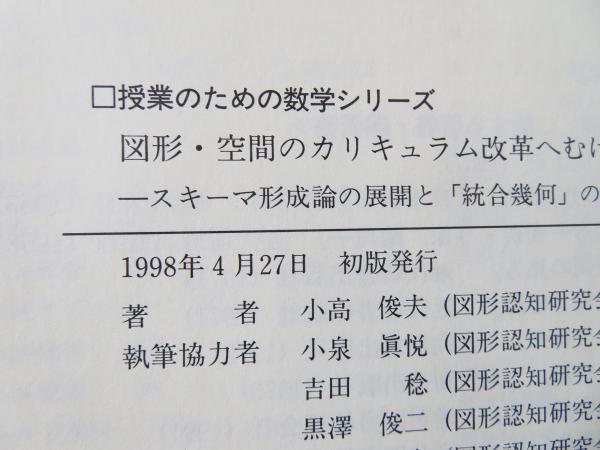 □授業のための数学シリーズ
図形・空間のカリキュラム改革へむけ
―スキーマ形成論の展開と「統合幾何」の
1998年4月27日 初版発行
著 者 小高 俊夫(図形認知研究会
執筆協力者 小泉 眞悦(図形認知研究会
吉田 稔(図形認知研究会
黒澤 俊二(図形認知研究会